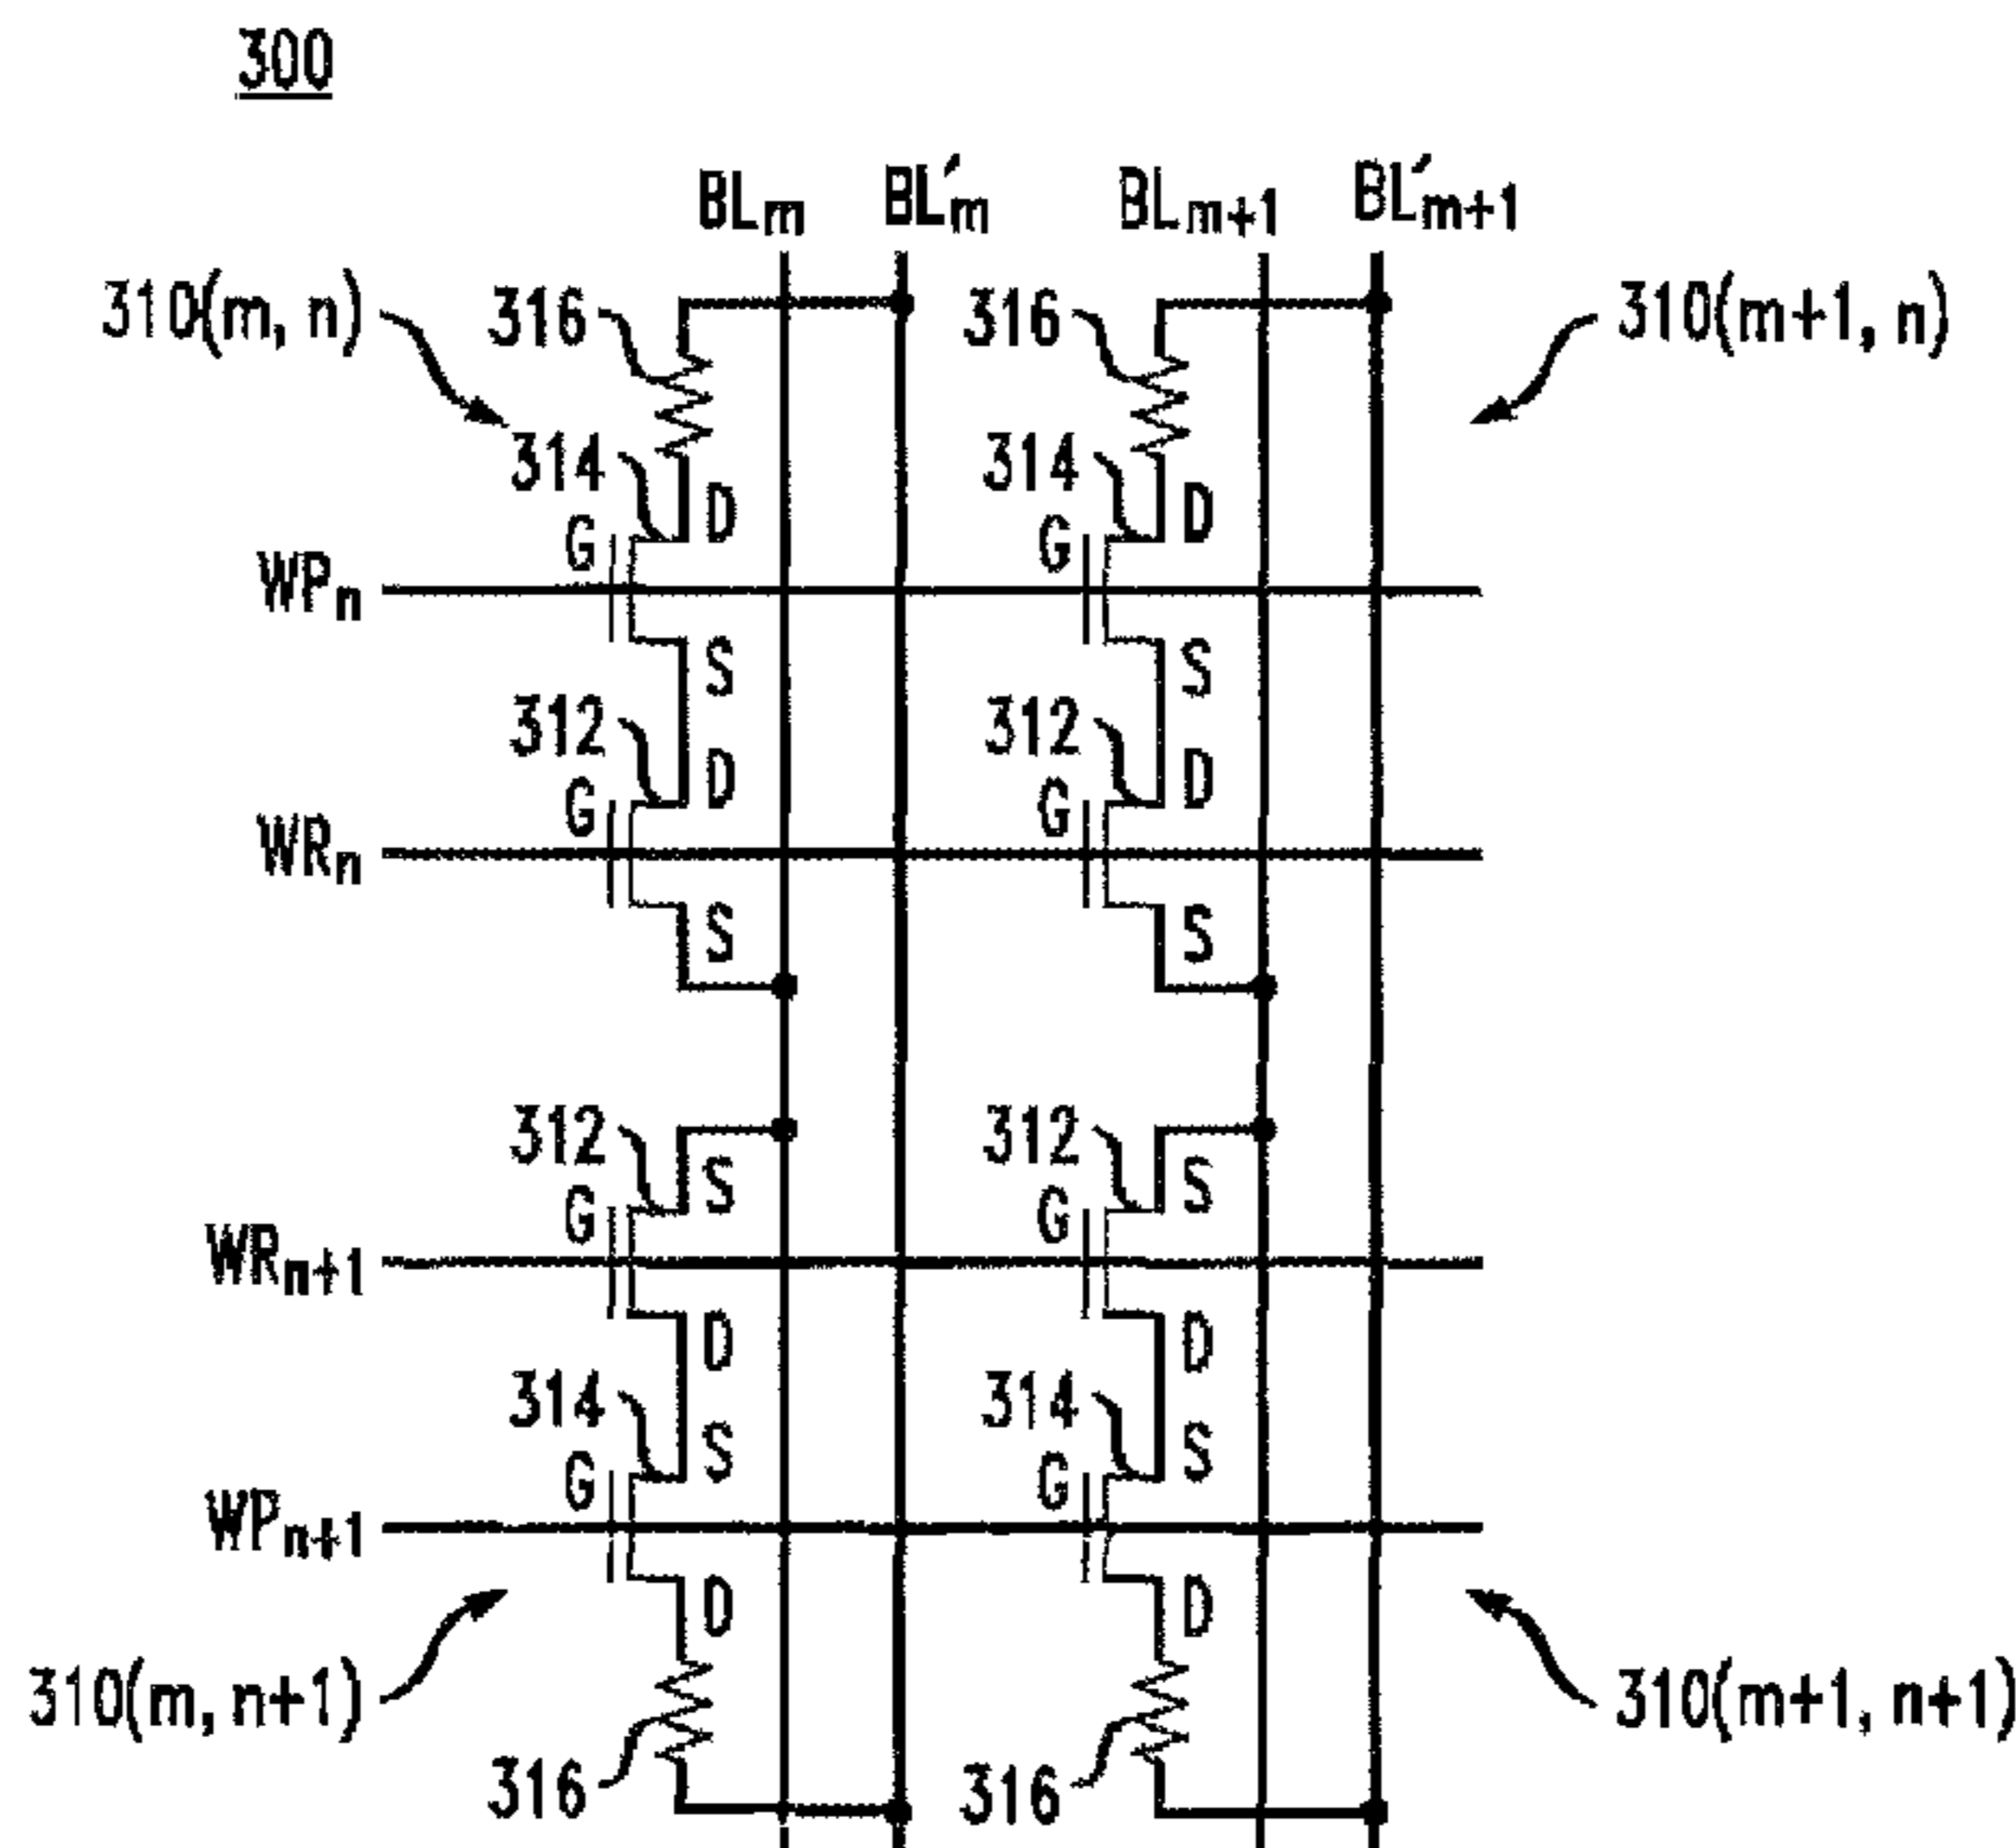 300
BLm BL'm BLm+1 BL'm+1
310(m, n) 316 316 310(m+1, n)
314 D 314 D
G G
WPn
S S
312 D 312 D
G G
WRn
S S
312 S 312 S
G G
WRn+1
D D
314 S 314 S
G G
WPn+1
D D
310(m, n+1) 310(m+1, n+1)
316 316